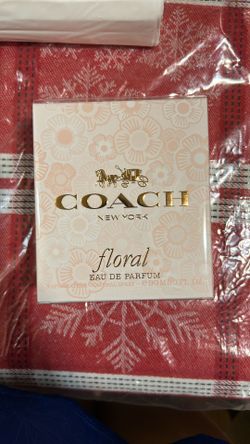 COACH
NEW YORK
floral
EAU DE PARFUM